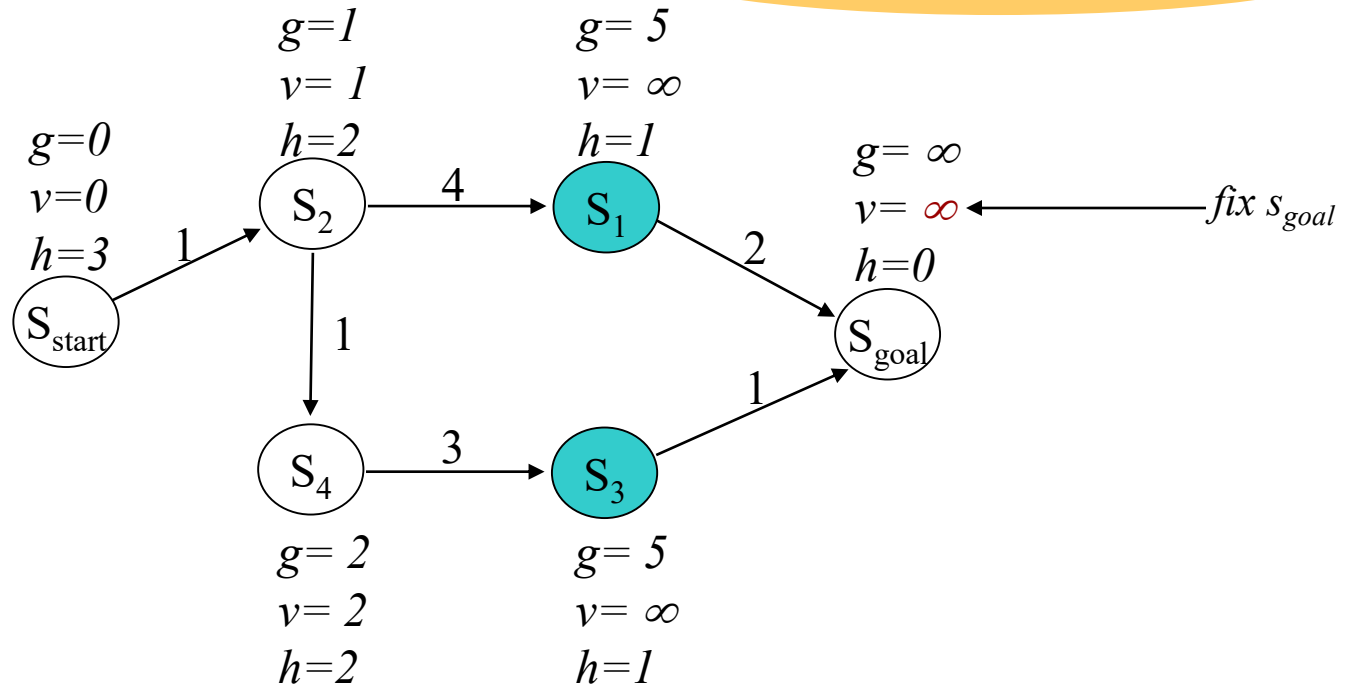 g=1
v= 1
h=2
g= 5
v= ∞
h=1
g=0
v=0
h=3
g= ∞
v= ∞
h=0
fix s_goal
1
S_2
4
S_1
2
S_start
1
S_goal
1
S_4
3
S_3
g= 2
v= 2
h=2
g= 5
v= ∞
h=1